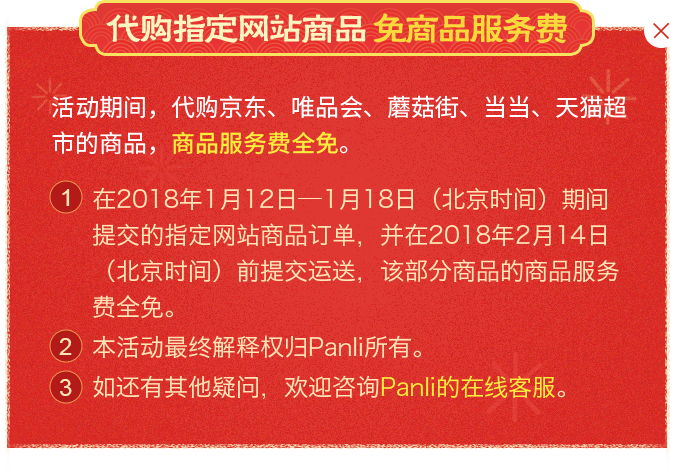 代购指定网站商品 免商品服务费
活动期间，代购京东、唯品会、蘑菇街、当当、天猫超
市的商品，商品服务费全免。
1 在2018年1月12日—1月18日（北京时间）期间
提交的指定网站商品订单，并在2018年2月14日
（北京时间）前提交运送，该部分商品的商品服务
费全免。
2 本活动最终解释权归Panli所有。
3 如还有其他疑问，欢迎咨询Panli的在线客服。